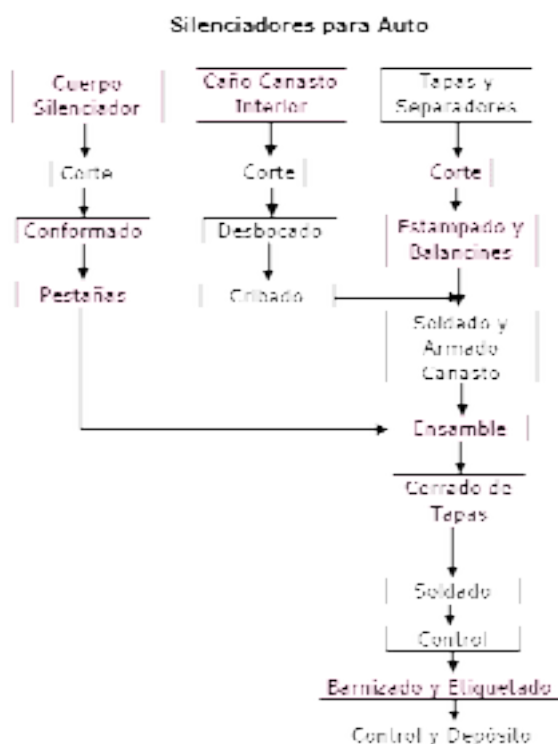 Silenciadores para Auto
Cuerpo
Silenciador
Caño Canasto
Interior
Tapas y
Separadores
Corte
Corte
Corte
Conformado
Desbocado
Estampado y
Balancines
Pestañas
Cribado
Soldado y
Armado
Canasto
Ensamble
Cerrado de
Tapas
Soldado
Control
Barnizado y Etiquetado
Control y Depósito